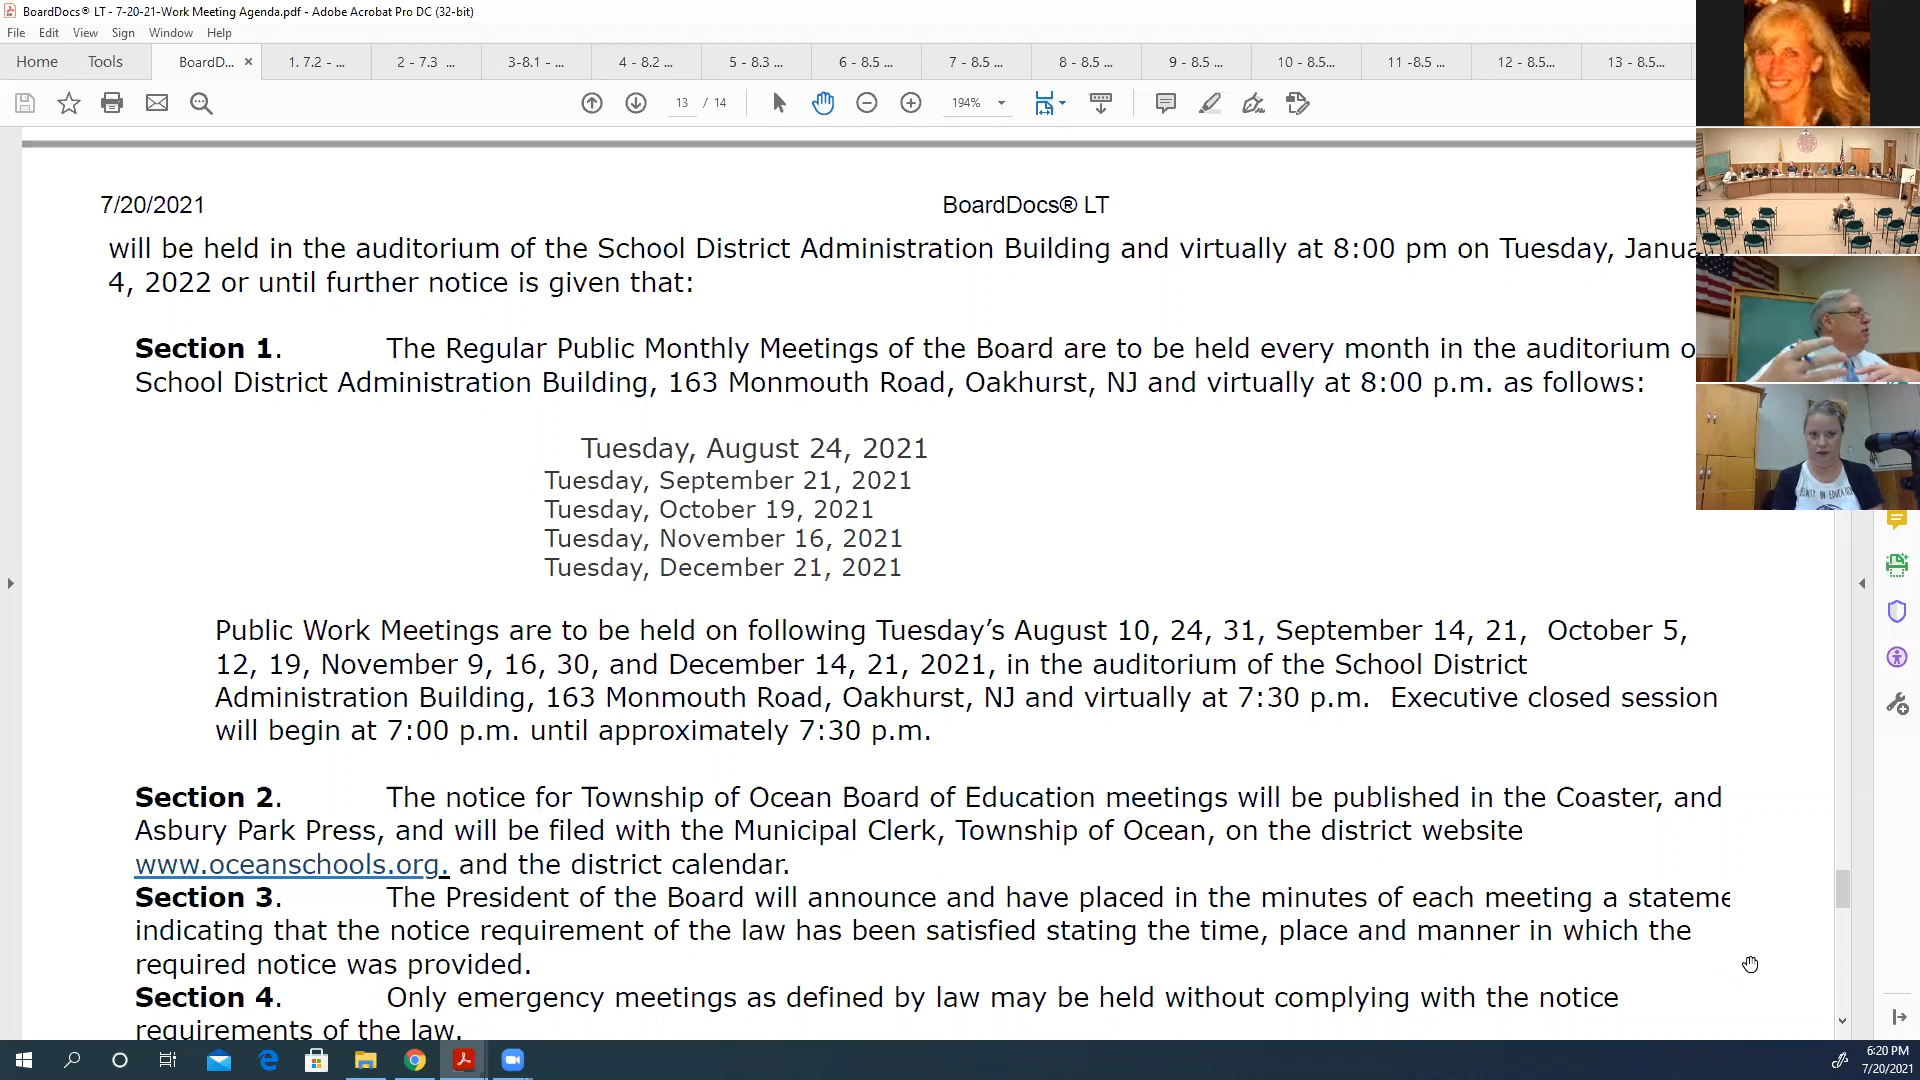 BoardDocs® LT - 7-20-21-Work Meeting Agenda.pdf - Adobe Acrobat Pro DC (32-bit)
File Edit View Sign Window Help
Home Tools BoardD... × 1. 7.2 - ... 2 - 7.3 ... 3-8.1 - ... 4 - 8.2 ... 5 - 8.3 ... 6 - 8.5 ... 7 - 8.5 ... 8 - 8.5 ... 9 - 8.5 ... 10 - 8.5... 11 -8.5 ... 12 - 8.5... 13 - 8.5...
13 / 14 194%
7/20/2021 BoardDocs® LT
will be held in the auditorium of the School District Administration Building and virtually at 8:00 pm on Tuesday, Janua
4, 2022 or until further notice is given that:
Section 1. The Regular Public Monthly Meetings of the Board are to be held every month in the auditorium o
School District Administration Building, 163 Monmouth Road, Oakhurst, NJ and virtually at 8:00 p.m. as follows:
Tuesday, August 24, 2021
Tuesday, September 21, 2021
Tuesday, October 19, 2021
Tuesday, November 16, 2021
Tuesday, December 21, 2021
Public Work Meetings are to be held on following Tuesday’s August 10, 24, 31, September 14, 21, October 5,
12, 19, November 9, 16, 30, and December 14, 21, 2021, in the auditorium of the School District
Administration Building, 163 Monmouth Road, Oakhurst, NJ and virtually at 7:30 p.m. Executive closed session
will begin at 7:00 p.m. until approximately 7:30 p.m.
Section 2. The notice for Township of Ocean Board of Education meetings will be published in the Coaster, and
Asbury Park Press, and will be filed with the Municipal Clerk, Township of Ocean, on the district website
www.oceanschools.org. and the district calendar.
Section 3. The President of the Board will announce and have placed in the minutes of each meeting a stateme
indicating that the notice requirement of the law has been satisfied stating the time, place and manner in which the
required notice was provided.
Section 4. Only emergency meetings as defined by law may be held without complying with the notice
requirements of the law.
6:20 PM
7/20/2021